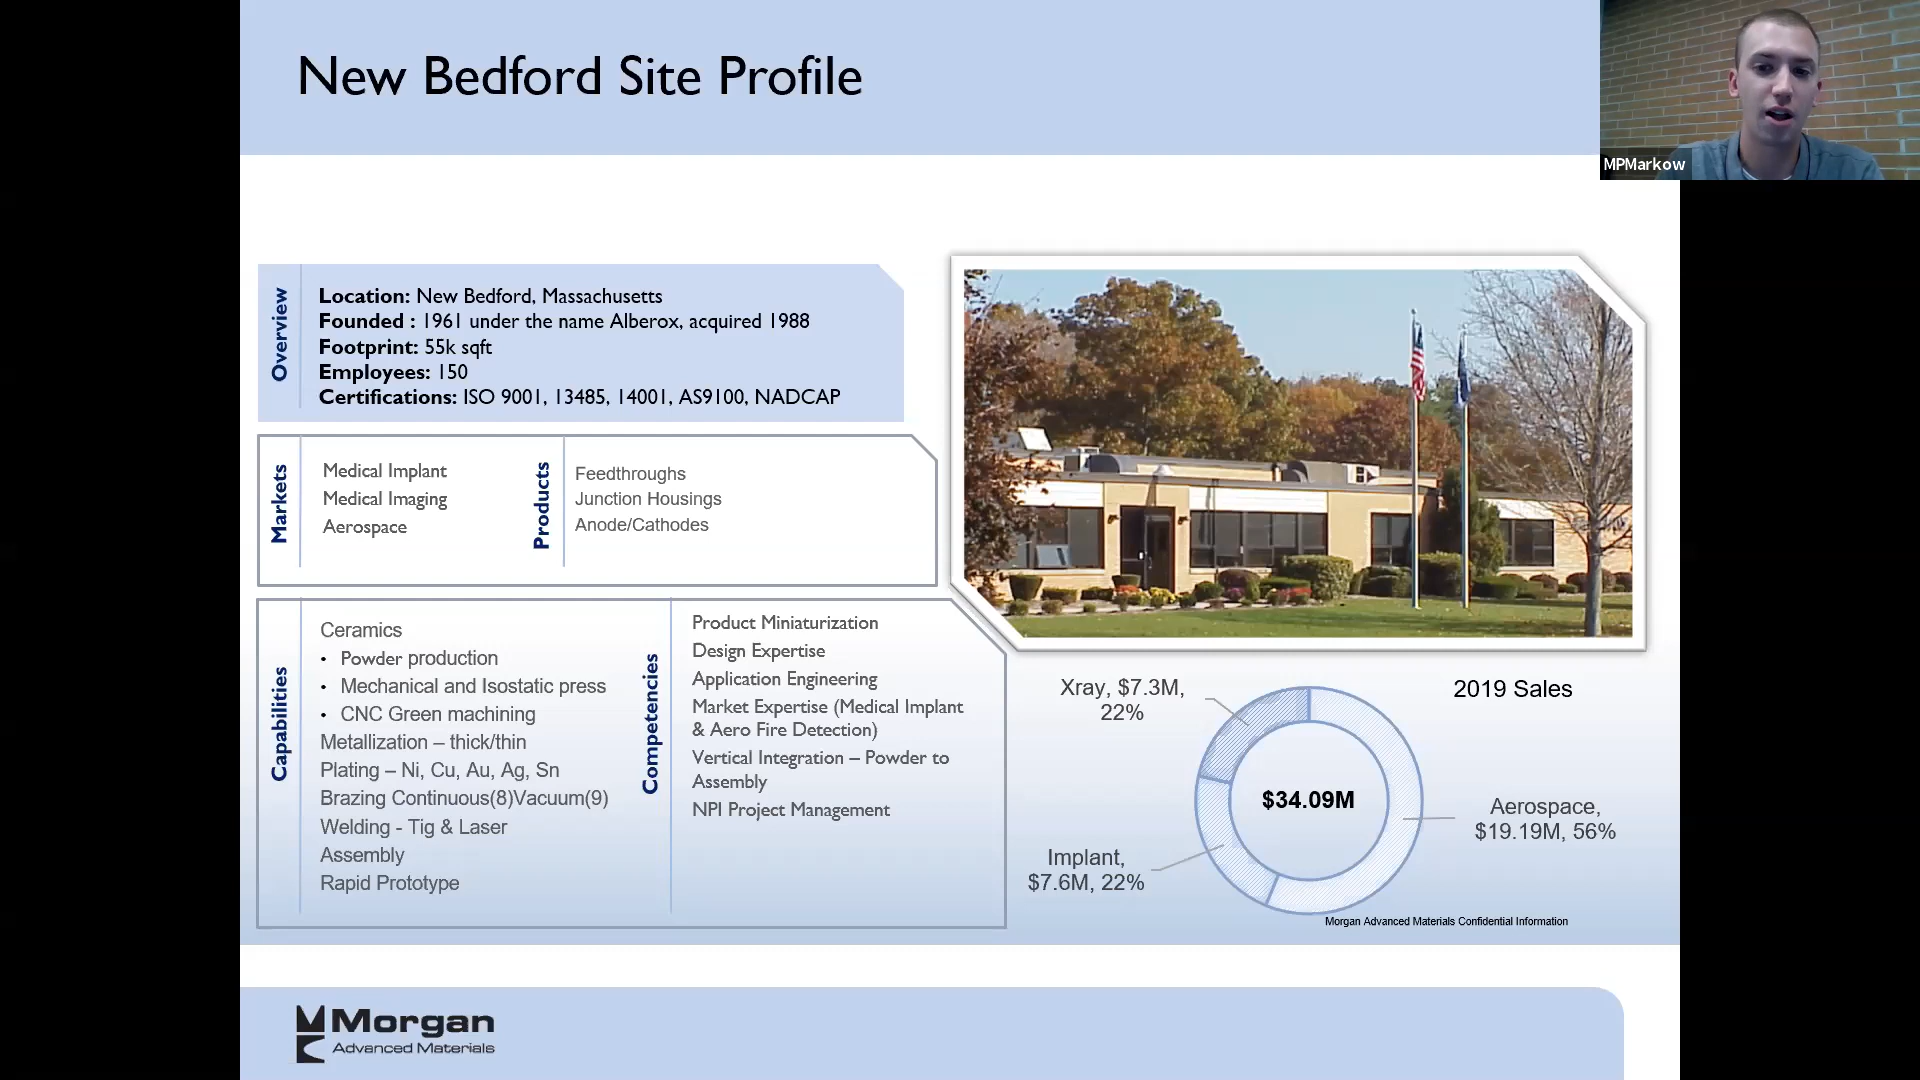 New Bedford Site Profile
MPMarkow
Overview
Location: New Bedford, Massachusetts
Founded : 1961 under the name Alberox, acquired 1988
Footprint: 55k sqft
Employees: 150
Certifications: ISO 9001, 13485, 14001, AS9100, NADCAP
Markets
Medical Implant
Medical Imaging
Aerospace
Products
Feedthroughs
Junction Housings
Anode/Cathodes
Capabilities
Ceramics
• Powder production
• Mechanical and Isostatic press
• CNC Green machining
Metallization – thick/thin
Plating – Ni, Cu, Au, Ag, Sn
Brazing Continuous(8)Vacuum(9)
Welding - Tig & Laser
Assembly
Rapid Prototype
Competencies
Product Miniaturization
Design Expertise
Application Engineering
Market Expertise (Medical Implant
& Aero Fire Detection)
Vertical Integration – Powder to
Assembly
NPI Project Management
2019 Sales
Xray, $7.3M,
22%
$34.09M
Aerospace,
$19.19M, 56%
Implant,
$7.6M, 22%
Morgan Advanced Materials Confidential Information
Morgan
Advanced Materials